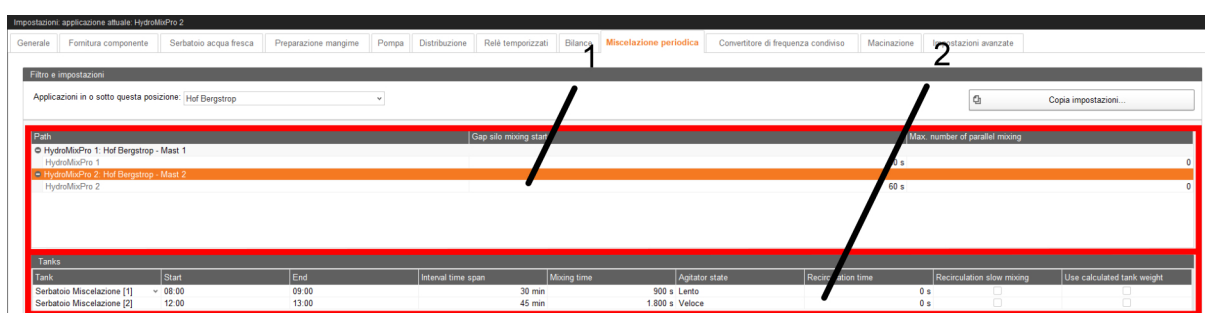 Impostazioni: applicazione attuale: HydroMixPro 2
Generale Fornitura componente Serbatoio acqua fresca Preparazione mangime Pompa Distribuzione Relé temporizzati Bilance Miscelazione periodica Convertitore di frequenza condiviso Macinazione Impostazioni avanzate
1 2
Filtro e impostazioni
Applicazioni in o sotto questa posizione: Hof Bergstrop Copia impostazioni...
Path Gap silo mixing start Max. number of parallel mixing
HydroMixPro 1: Hof Bergstrop - Mast 1
HydroMixPro 1 0 s 0
HydroMixPro 2: Hof Bergstrop - Mast 2
HydroMixPro 2 60 s 0
Tanks
Tank Start End Interval time span Mixing time Agitator state Recirculation time Recirculation slow mixing Use calculated tank weight
Serbatoio Miscelazione [1] 08:00 09:00 30 min 900 s Lento 0 s
Serbatoio Miscelazione [2] 12:00 13:00 45 min 1.800 s Veloce 0 s